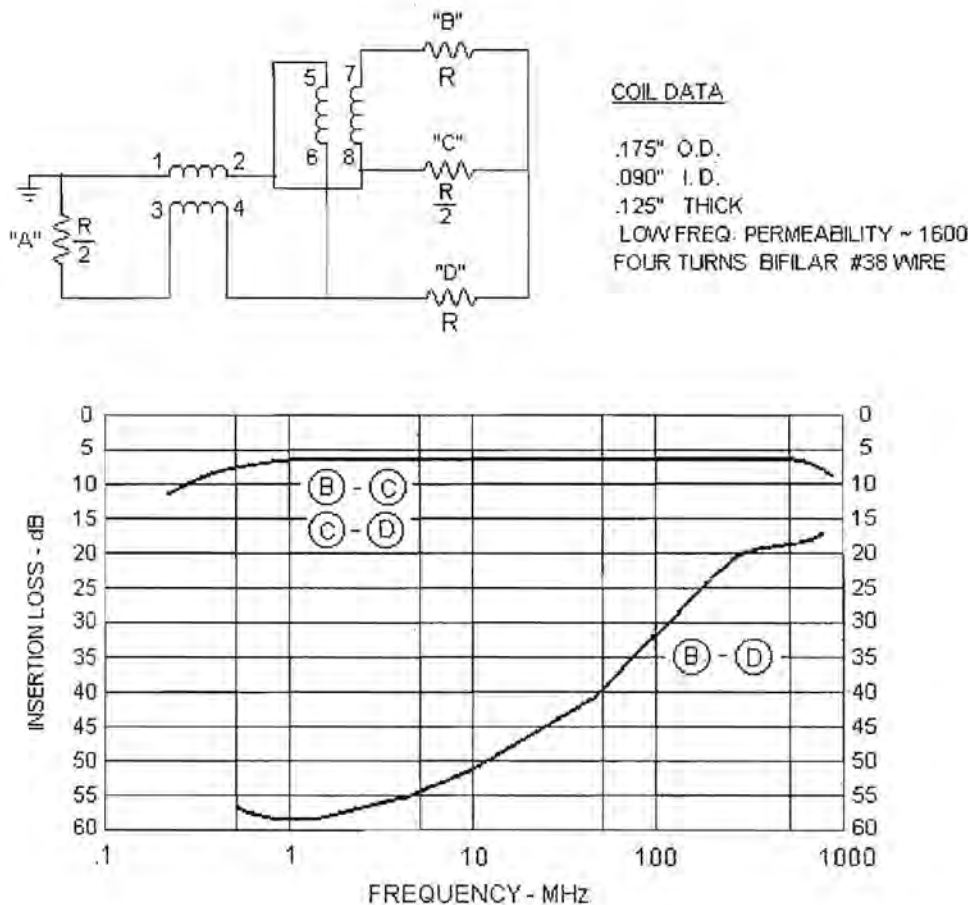 "B"
R
5 7
6 8
"C"
R
2
1 2
3 4
"A"
R
2
"D"
R
COIL DATA
.175" O.D.
.090" I.D.
.125" THICK
LOW FREQ. PERMEABILITY ~ 1600
FOUR TURNS BIFILAR #38 WIRE
INSERTION LOSS - dB
0 0
5 5
10 10
15 15
20 20
25 25
30 30
35 35
40 40
45 45
50 50
55 55
60 60
B - C
C - D
B - D
.1 1 10 100 1000
FREQUENCY - MHz